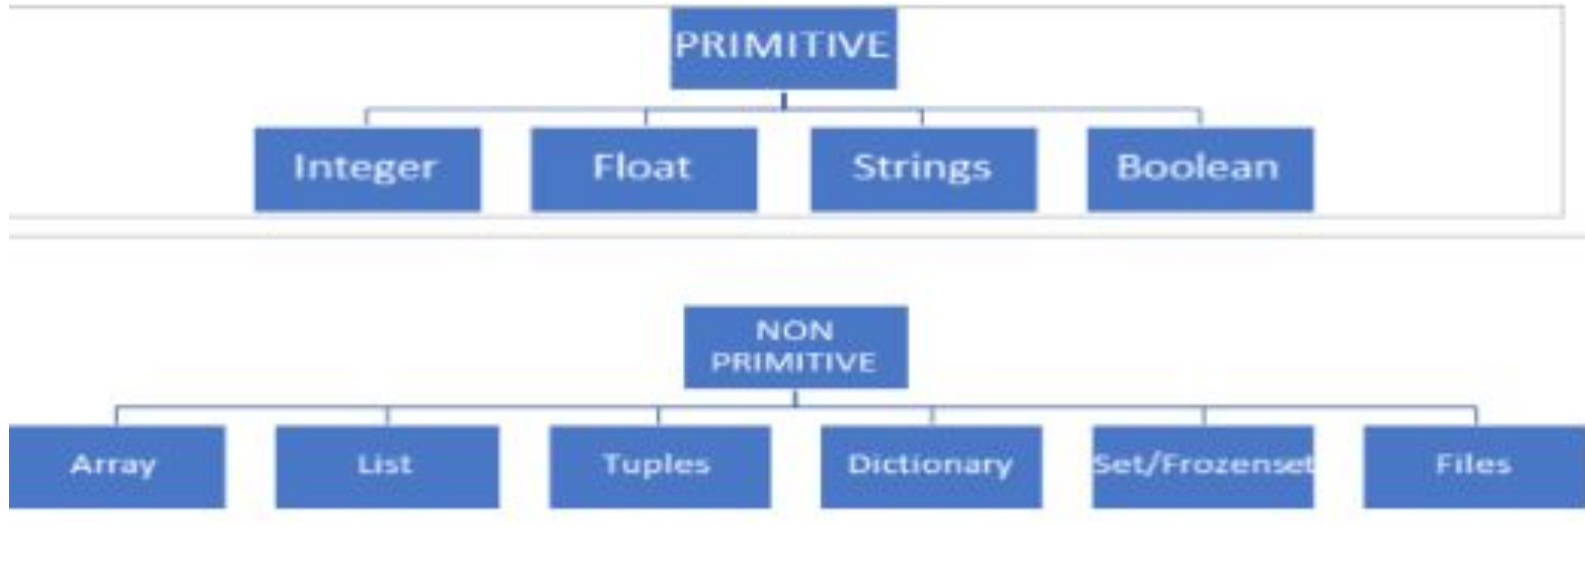 PRIMITIVE
Integer
Float
Strings
Boolean
NON
PRIMITIVE
Array
List
Tuples
Dictionary
Set/Frozenset
Files